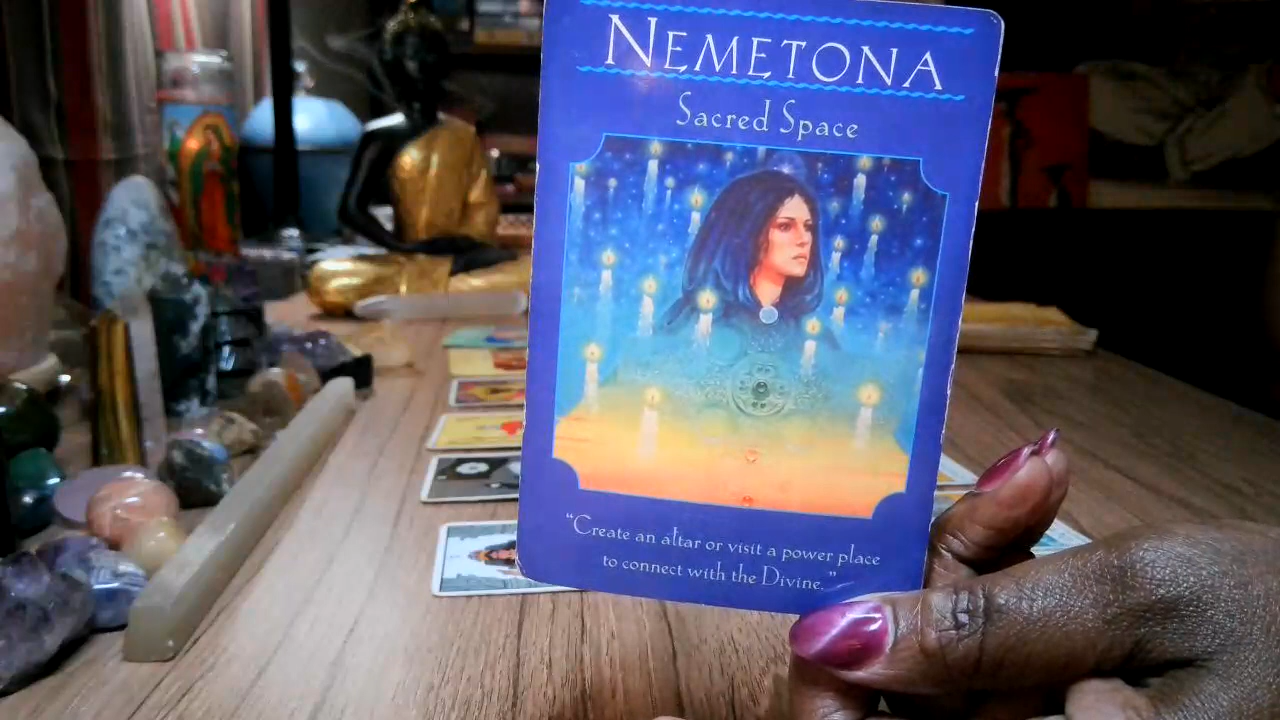 NEMETONA
Sacred Space
“Create an altar or visit a power place
to connect with the Divine.”